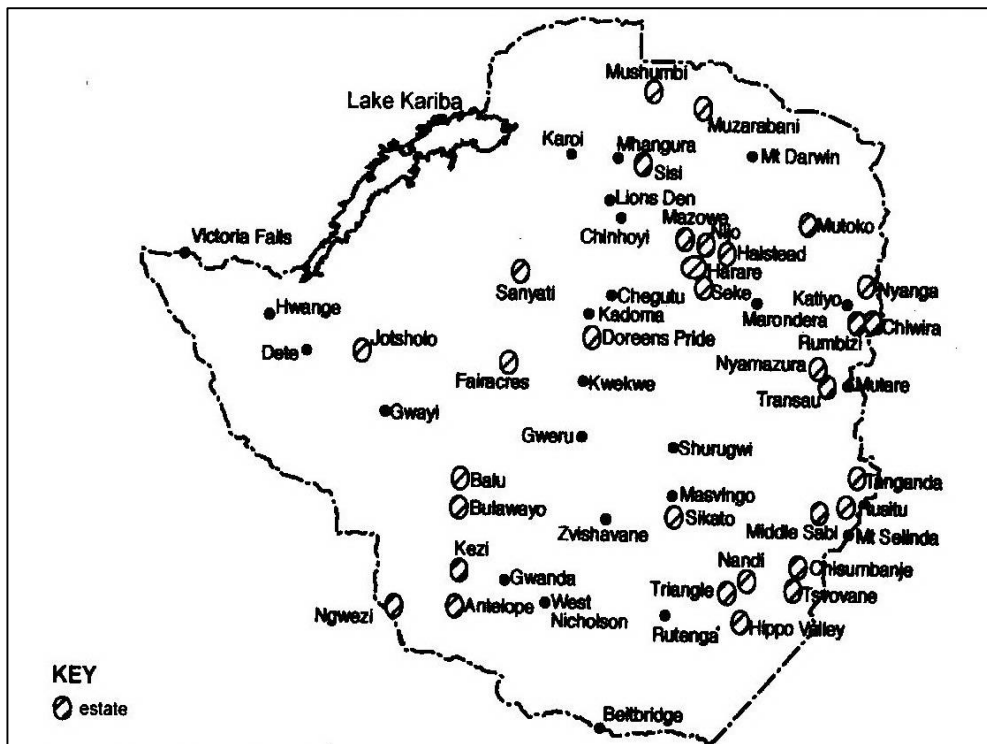 Mushumbi
Lake Kariba
Muzarabani
Karoi
Mhangura
Mt Darwin
Sisi
Lions Den
Mazowe
Chinhoyi
Nijo
Mutoko
Victoria Falls
Halstead
Harare
Sanyati
Seke
Nyanga
Chegutu
Katiyo
Marondera
Hwange
Kadoma
Chiwira
Rumbizi
Jotsholo
Doreens Pride
Dete
Nyamazura
Fairacres
Kwekwe
Mutare
Transau
Gwayi
Gweru
Shurugwi
Balu
Tanganda
Masvingo
Bulawayo
Rusitu
Sikato
Zvishavane
Middle Sabi
Mt Selinda
Kezi
Nandi
Chisumbanje
Gwanda
Triangle
Tsvovane
Ngwezi
Antelope
West
Nicholson
Rutenga
Hippo Valley
KEY
estate
Beitbridge